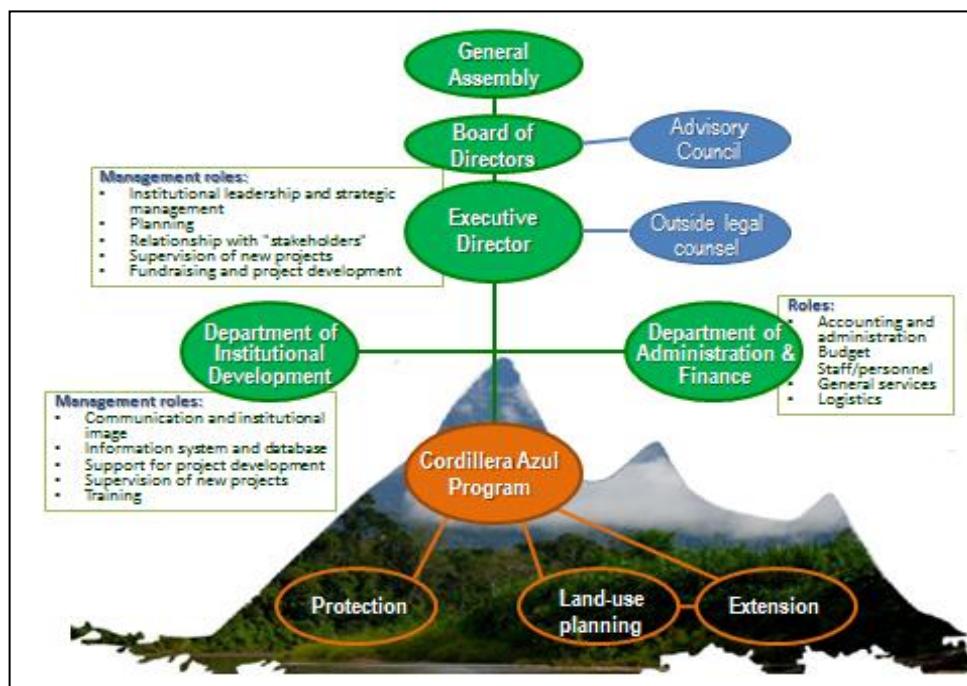 General
Assembly
Board of
Directors
Advisory
Council
Management roles:
• Institutional leadership and strategic
management
• Planning
• Relationship with "stakeholders"
• Supervision of new projects
• Fundraising and project development
Executive
Director
Outside legal
counsel
Department of
Institutional
Development
Department of
Administration &
Finance
Roles:
• Accounting and
administration
• Budget
• Staff/personnel
• General services
• Logistics
Management roles:
• Communication and institutional
image
• Information system and database
• Support for project development
• Supervision of new projects
• Training
Cordillera Azul
Program
Protection
Land-use
planning
Extension